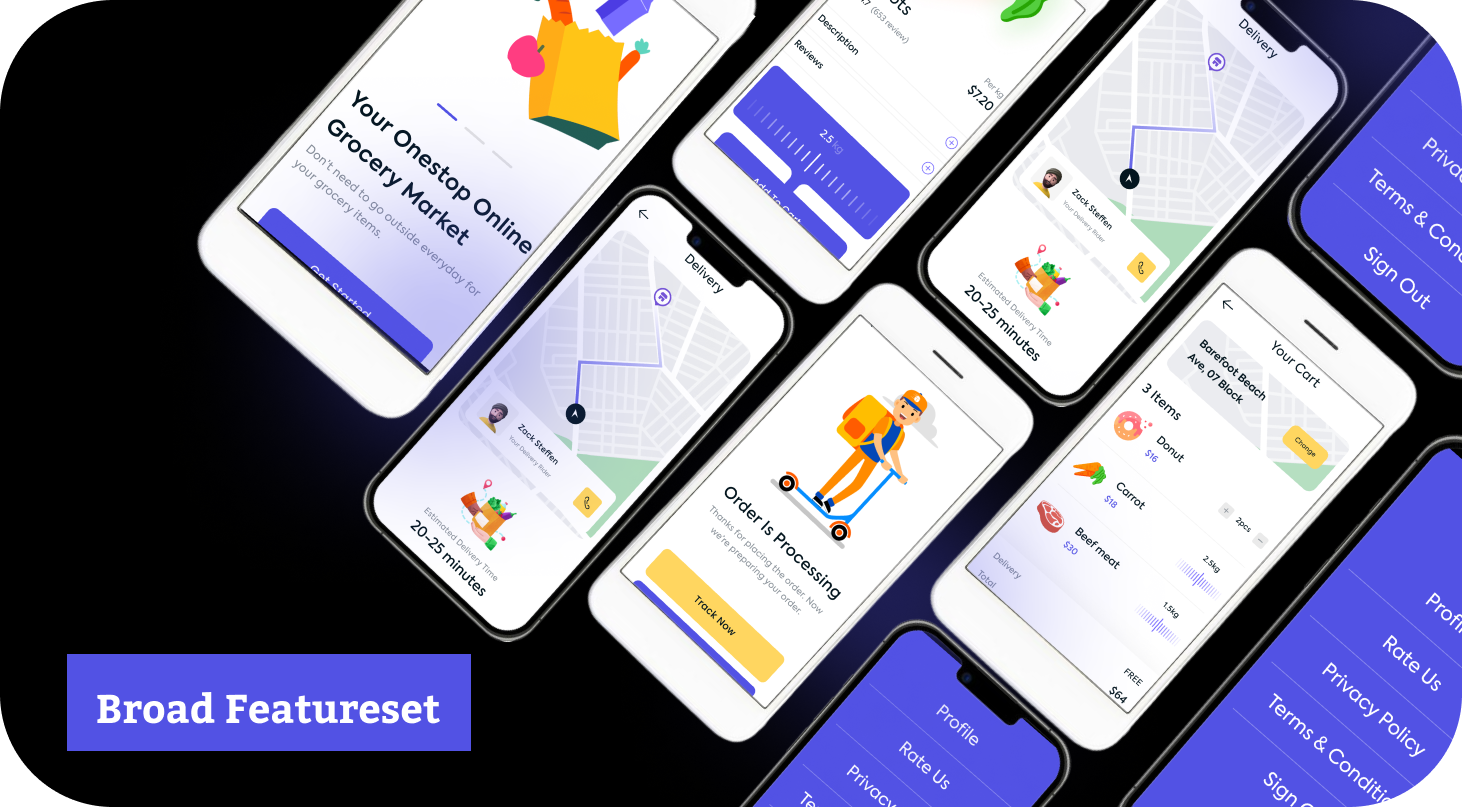 Your Onestop Online
Grocery Market
Don't need to go outside everyday for
your grocery items.
Get Started
(653 review)
Description
Reviews
Per kg
$7.20
2.5 kg
Add To Cart
Delivery
Zack Steffen
Your Delivery Rider
Estimated Delivery Time
20-25 minutes
Terms & Cond
Sign Out
Delivery
Zack Steffen
Your Delivery Rider
Estimated Delivery Time
20-25 minutes
Order Is Processing
Thanks for placing the order. Now
we're preparing your order.
Track Now
Your Cart
Barefoot Beach
Ave, 07 Block
Change
3 Items
Donut
$16
2pcs
Carrot
$18
2.5kg
Beef meat
$30
1.5kg
Delivery
FREE
Total
$64
Profile
Rate Us
Privacy
Rate Us
Privacy Policy
Terms & Conditi
Sign
Broad Featureset